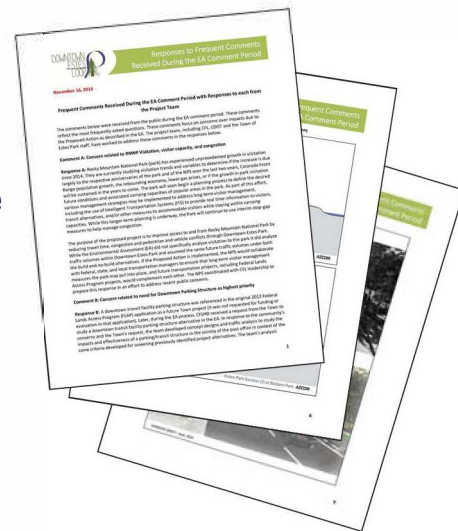 DOWNTOWN
ESTES
LOOP
Responses to Frequent Comments
Received During the EA Comment Period
November 16, 2016
Frequent Comments Received During the EA Comment Period with Responses to each from
the Project Team
The comments below were received from the public during the EA comment period. These comments
reflect the most frequently asked questions. These comments focus on concerns over impacts due to
the Proposed Action as described in the EA. The project team, including CFL, CDOT and the Town of
Estes Park staff, have worked to address these comments in the responses below.
Comment A: Concern related to RMNP Visitation, visitor capacity, and congestion
Response A: Rocky Mountain National Park (park) has experienced unprecedented growth in visitation
since 2014. They are currently studying visitation trends and variables to determine if the increase is due
largely to the respective anniversaries of the park and of the NPS over the last two years, Colorado Front
Range population growth, the rebounding economy, lower gas prices, or if the growth in park visitation
will be sustained in the years to come. The park will soon begin a planning process to define the desired
future conditions and associated carrying capacities of popular areas in the park. As part of this effort,
various management strategies may be implemented to address long term visitor management,
including the use of Intelligent Transportation Systems (ITS) to provide real time information to visitors,
transit alternatives, and/or other measures to accommodate visitors while staying within carrying
capacities. While this longer-term planning is underway, the Park will continue to use interim stop-gap
measures to help manage congestion.
The purpose of the proposed project is to improve access to and from Rocky Mountain National Park by
reducing travel time, congestion and pedestrian and vehicle conflicts through Downtown Estes Park.
While the Environmental Assessment (EA) did not specifically analyze visitation to the park it did analyze
traffic volumes within Downtown Estes Park and assumed the same future traffic volumes under both
the build and no-build alternatives. If the Proposed Action is implemented, the NPS would collaborate
with federal, state, and local transportation managers to ensure that long term visitor management
measures the park may put into place, and future transportation projects, including Federal Lands
Access Program projects, would complement each other. The NPS coordinated with CFL leadership to
prepare this response in an effort to address recent public concerns.
Comment B: Concern related to need for Downtown Parking Structure as highest priority
Response B: A downtown transit facility parking structure was referenced in the original 2013 Federal
Lands Access Program (FLAP) application as a future Town project (it was not requested for funding or
evaluation in that application). Later, during the EA process, CFLHD received a request from the Town to
study a downtown transit facility parking structure alternative in the EA. In response to the community's
concerns and the Town's request, the team developed concept designs and traffic analysis to study the
impacts and effectiveness of a parking/transit structure in the vicinity of the post office in context of the
same criteria developed for screening previously identified project alternatives. The team's analysis
1
Frequent Comments
EA Comment Period
AECOM
6
Comments
Comment Period